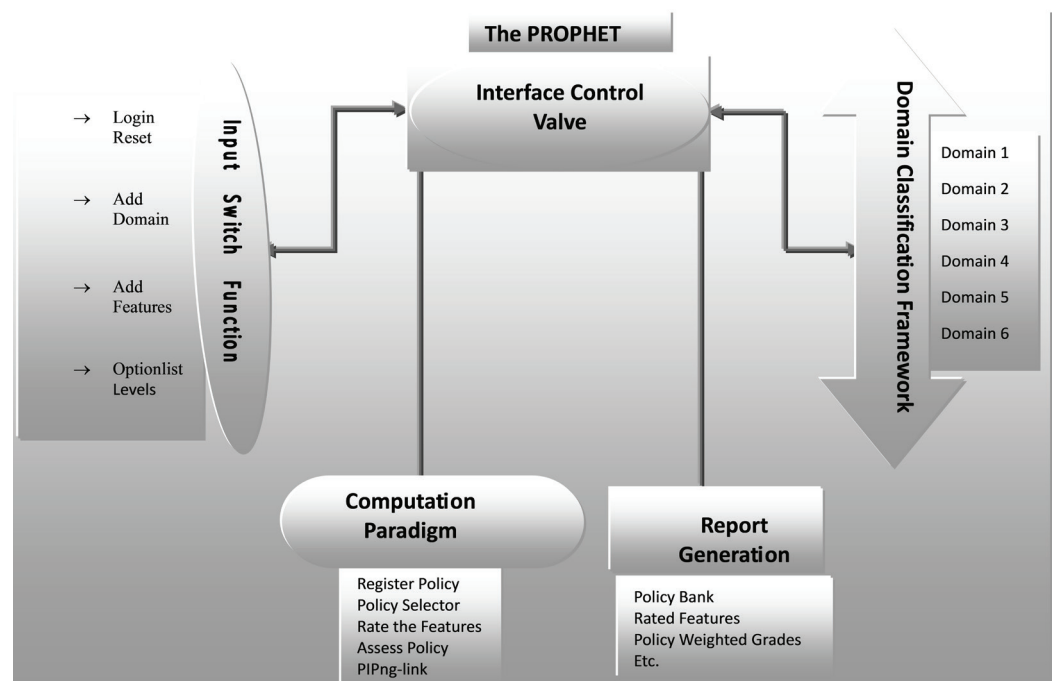 The PROPHET
Interface Control
Valve
→ Login
Reset
→ Add
Domain
→ Add
Features
→ Optionlist
Levels
Input Switch Function
Domain Classification Framework
Domain 1
Domain 2
Domain 3
Domain 4
Domain 5
Domain 6
Computation
Paradigm
Register Policy
Policy Selector
Rate the Features
Assess Policy
PIPng-link
Report
Generation
Policy Bank
Rated Features
Policy Weighted Grades
Etc.